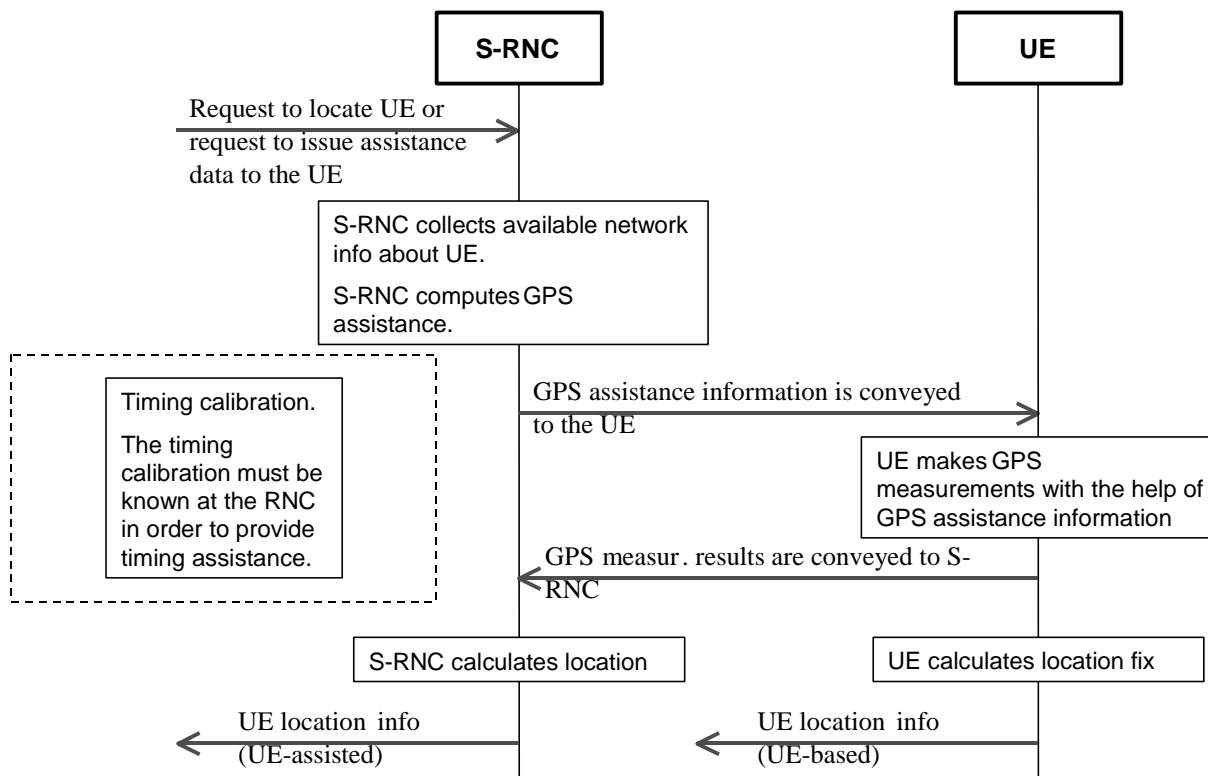 S-RNC
UE
Request to locate UE or
request to issue assistance
data to the UE
S-RNC collects available network
info about UE.
S-RNC computes GPS
assistance.
Timing calibration.
The timing
calibration must be
known at the RNC
in order to provide
timing assistance.
GPS assistance information is conveyed
to the UE
UE makes GPS
measurements with the help of
GPS assistance information
GPS measur. results are conveyed to S-
RNC
S-RNC calculates location
UE calculates location fix
UE location info
(UE-assisted)
UE location info
(UE-based)